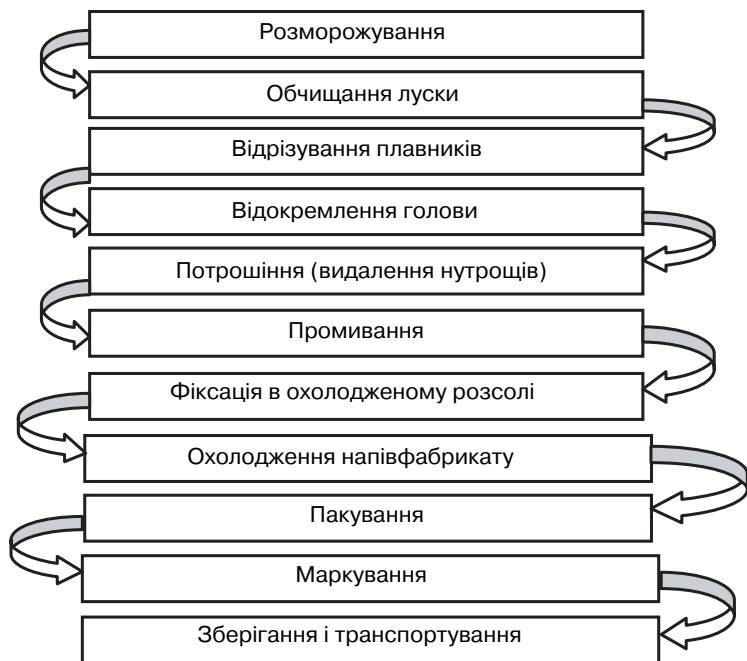 Розморожування
Обчищання луски
Відрізування плавників
Відокремлення голови
Потрошіння (видалення нутрощів)
Промивання
Фіксація в охолодженому розсолі
Охолодження напівфабрикату
Пакування
Маркування
Зберігання і транспортування